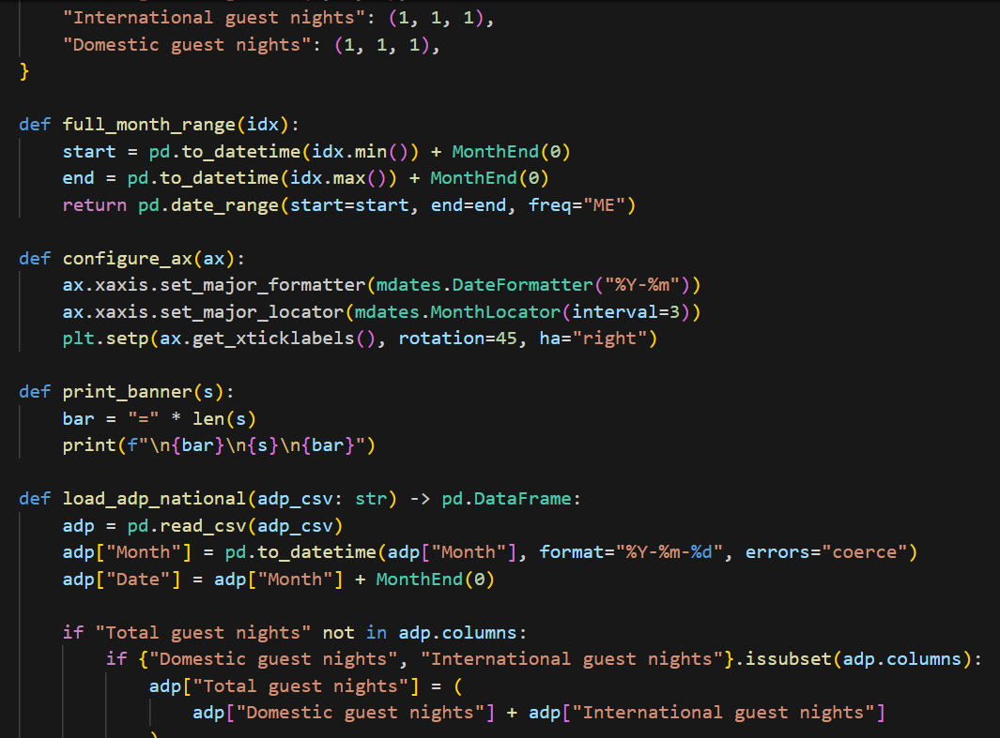 "International guest nights": (1, 1, 1),
    "Domestic guest nights": (1, 1, 1),
}

def full_month_range(idx):
    start = pd.to_datetime(idx.min()) + MonthEnd(0)
    end = pd.to_datetime(idx.max()) + MonthEnd(0)
    return pd.date_range(start=start, end=end, freq="ME")

def configure_ax(ax):
    ax.xaxis.set_major_formatter(mdates.DateFormatter("%Y-%m"))
    ax.xaxis.set_major_locator(mdates.MonthLocator(interval=3))
    plt.setp(ax.get_xticklabels(), rotation=45, ha="right")

def print_banner(s):
    bar = "=" * len(s)
    print(f"\n{bar}\n{s}\n{bar}")

def load_adp_national(adp_csv: str) -> pd.DataFrame:
    adp = pd.read_csv(adp_csv)
    adp["Month"] = pd.to_datetime(adp["Month"], format="%Y-%m-%d", errors="coerce")
    adp["Date"] = adp["Month"] + MonthEnd(0)

    if "Total guest nights" not in adp.columns:
        if {"Domestic guest nights", "International guest nights"}.issubset(adp.columns):
            adp["Total guest nights"] = (
                adp["Domestic guest nights"] + adp["International guest nights"]